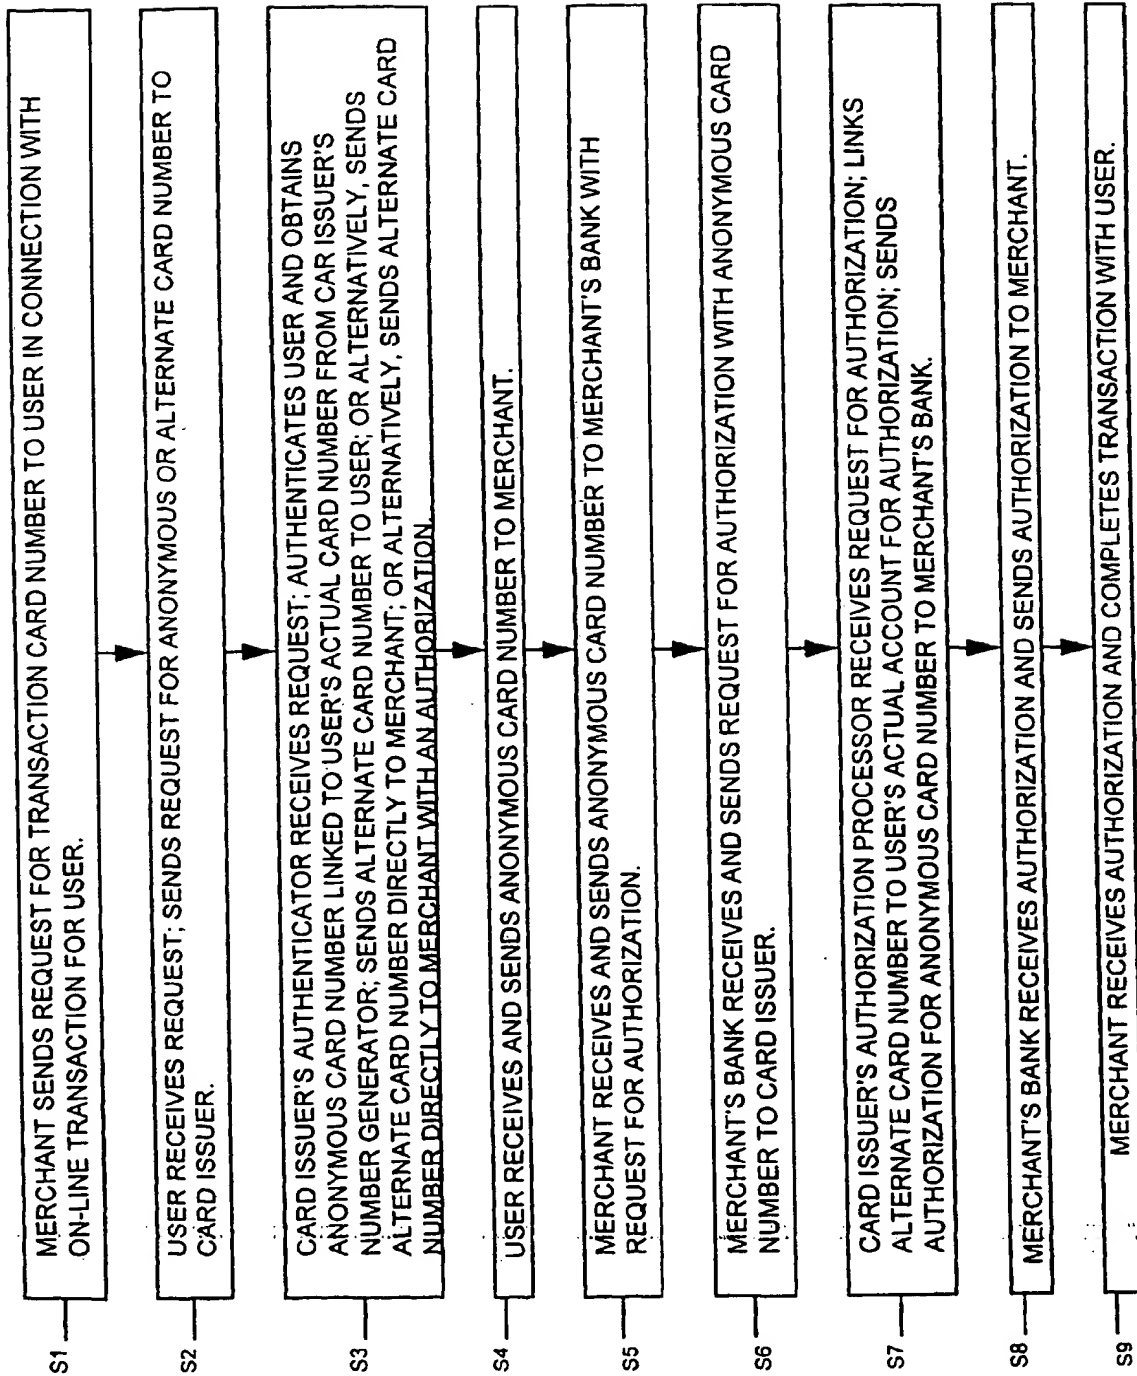 S1
MERCHANT SENDS REQUEST FOR TRANSACTION CARD NUMBER TO USER IN CONNECTION WITH
ON-LINE TRANSACTION FOR USER.
S2
USER RECEIVES REQUEST; SENDS REQUEST FOR ANONYMOUS OR ALTERNATE CARD NUMBER TO
CARD ISSUER.
S3
CARD ISSUER'S AUTHENTICATOR RECEIVES REQUEST; AUTHENTICATES USER AND OBTAINS
ANONYMOUS CARD NUMBER LINKED TO USER'S ACTUAL CARD NUMBER FROM CAR ISSUER'S
NUMBER GENERATOR; SENDS ALTERNATE CARD NUMBER TO USER; OR ALTERNATIVELY, SENDS
ALTERNATE CARD NUMBER DIRECTLY TO MERCHANT; OR ALTERNATIVELY, SENDS ALTERNATE CARD
NUMBER DIRECTLY TO MERCHANT WITH AN AUTHORIZATION.
S4
USER RECEIVES AND SENDS ANONYMOUS CARD NUMBER TO MERCHANT.
S5
MERCHANT RECEIVES AND SENDS ANONYMOUS CARD NUMBER TO MERCHANT'S BANK WITH
REQUEST FOR AUTHORIZATION.
S6
MERCHANT'S BANK RECEIVES AND SENDS REQUEST FOR AUTHORIZATION WITH ANONYMOUS CARD
NUMBER TO CARD ISSUER.
S7
CARD ISSUER'S AUTHORIZATION PROCESSOR RECEIVES REQUEST FOR AUTHORIZATION; LINKS
ALTERNATE CARD NUMBER TO USER'S ACTUAL ACCOUNT FOR AUTHORIZATION; SENDS
AUTHORIZATION FOR ANONYMOUS CARD NUMBER TO MERCHANT'S BANK.
S8
MERCHANT'S BANK RECEIVES AUTHORIZATION AND SENDS AUTHORIZATION TO MERCHANT.
S9
MERCHANT RECEIVES AUTHORIZATION AND COMPLETES TRANSACTION WITH USER.